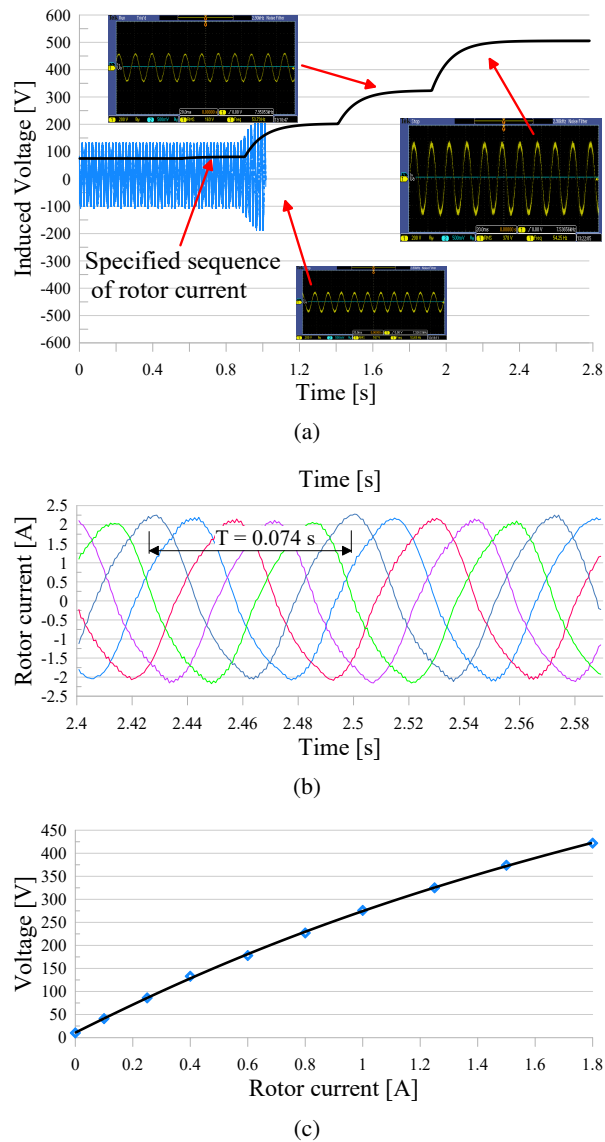 600
500
400
300
200
100
0
-100
-200
-300
-400
-500
-600
Induced Voltage [V]
Specified sequence
of rotor current
0 0.4 0.8 1.2 1.6 2 2.4 2.8
Time [s]
(a)
Time [s]
2.5
2
1.5
1
0.5
0
-0.5
-1
-1.5
-2
-2.5
Rotor current [A]
T = 0.074 s
2.4 2.42 2.44 2.46 2.48 2.5 2.52 2.54 2.56 2.58
Time [s]
(b)
450
400
350
300
250
200
150
100
50
0
Voltage [V]
0 0.2 0.4 0.6 0.8 1 1.2 1.4 1.6 1.8
Rotor current [A]
(c)